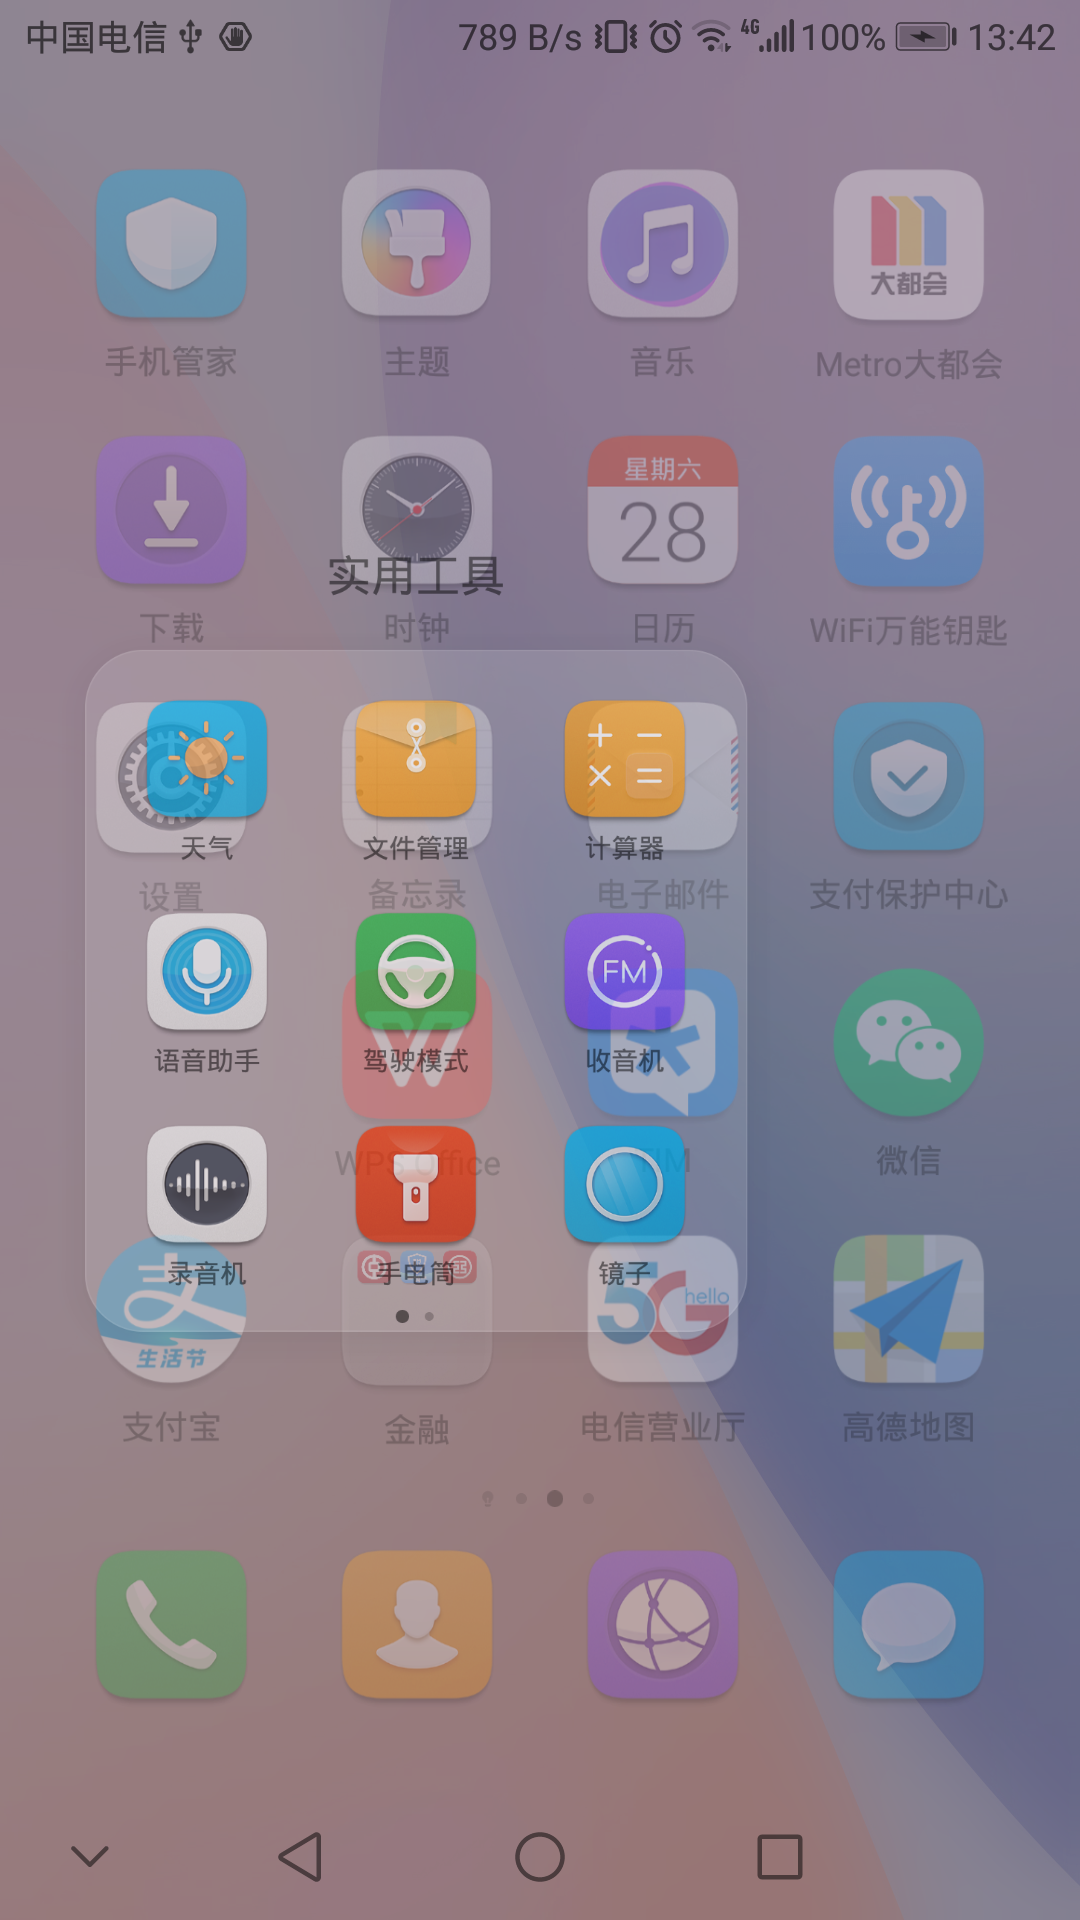 中国电信 789 B/s 4G 100% 13:42
大都会
手机管家 主题 音乐 Metro大都会
星期六
28
实用工具
下载 时钟 日历 WiFi万能钥匙
天气 文件管理 计算器
设置 备忘录 电子邮件 支付保护中心
FM
语音助手 驾驶模式 收音机
WPS Office TIM 微信
录音机 手电筒 镜子
支
5G hello
生活节
支付宝 金融 电信营业厅 高德地图